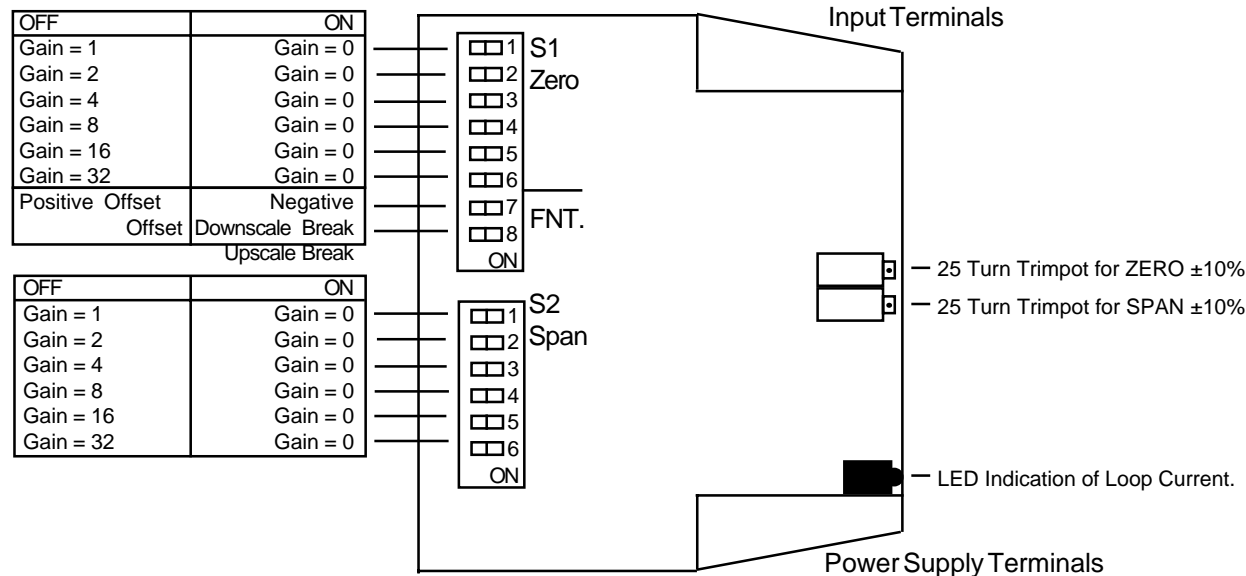 OFF ON
Gain = 1 Gain = 0
Gain = 2 Gain = 0
Gain = 4 Gain = 0
Gain = 8 Gain = 0
Gain = 16 Gain = 0
Gain = 32 Gain = 0
Positive Offset Negative
Offset Downscale Break
Upscale Break
1 S1
2 Zero
3
4
5
6
7 FNT.
8
ON
OFF ON
Gain = 1 Gain = 0
Gain = 2 Gain = 0
Gain = 4 Gain = 0
Gain = 8 Gain = 0
Gain = 16 Gain = 0
Gain = 32 Gain = 0
1 S2
2 Span
3
4
5
6
ON
Input Terminals
25 Turn Trimpot for ZERO ±10%
25 Turn Trimpot for SPAN ±10%
LED Indication of Loop Current.
Power Supply Terminals